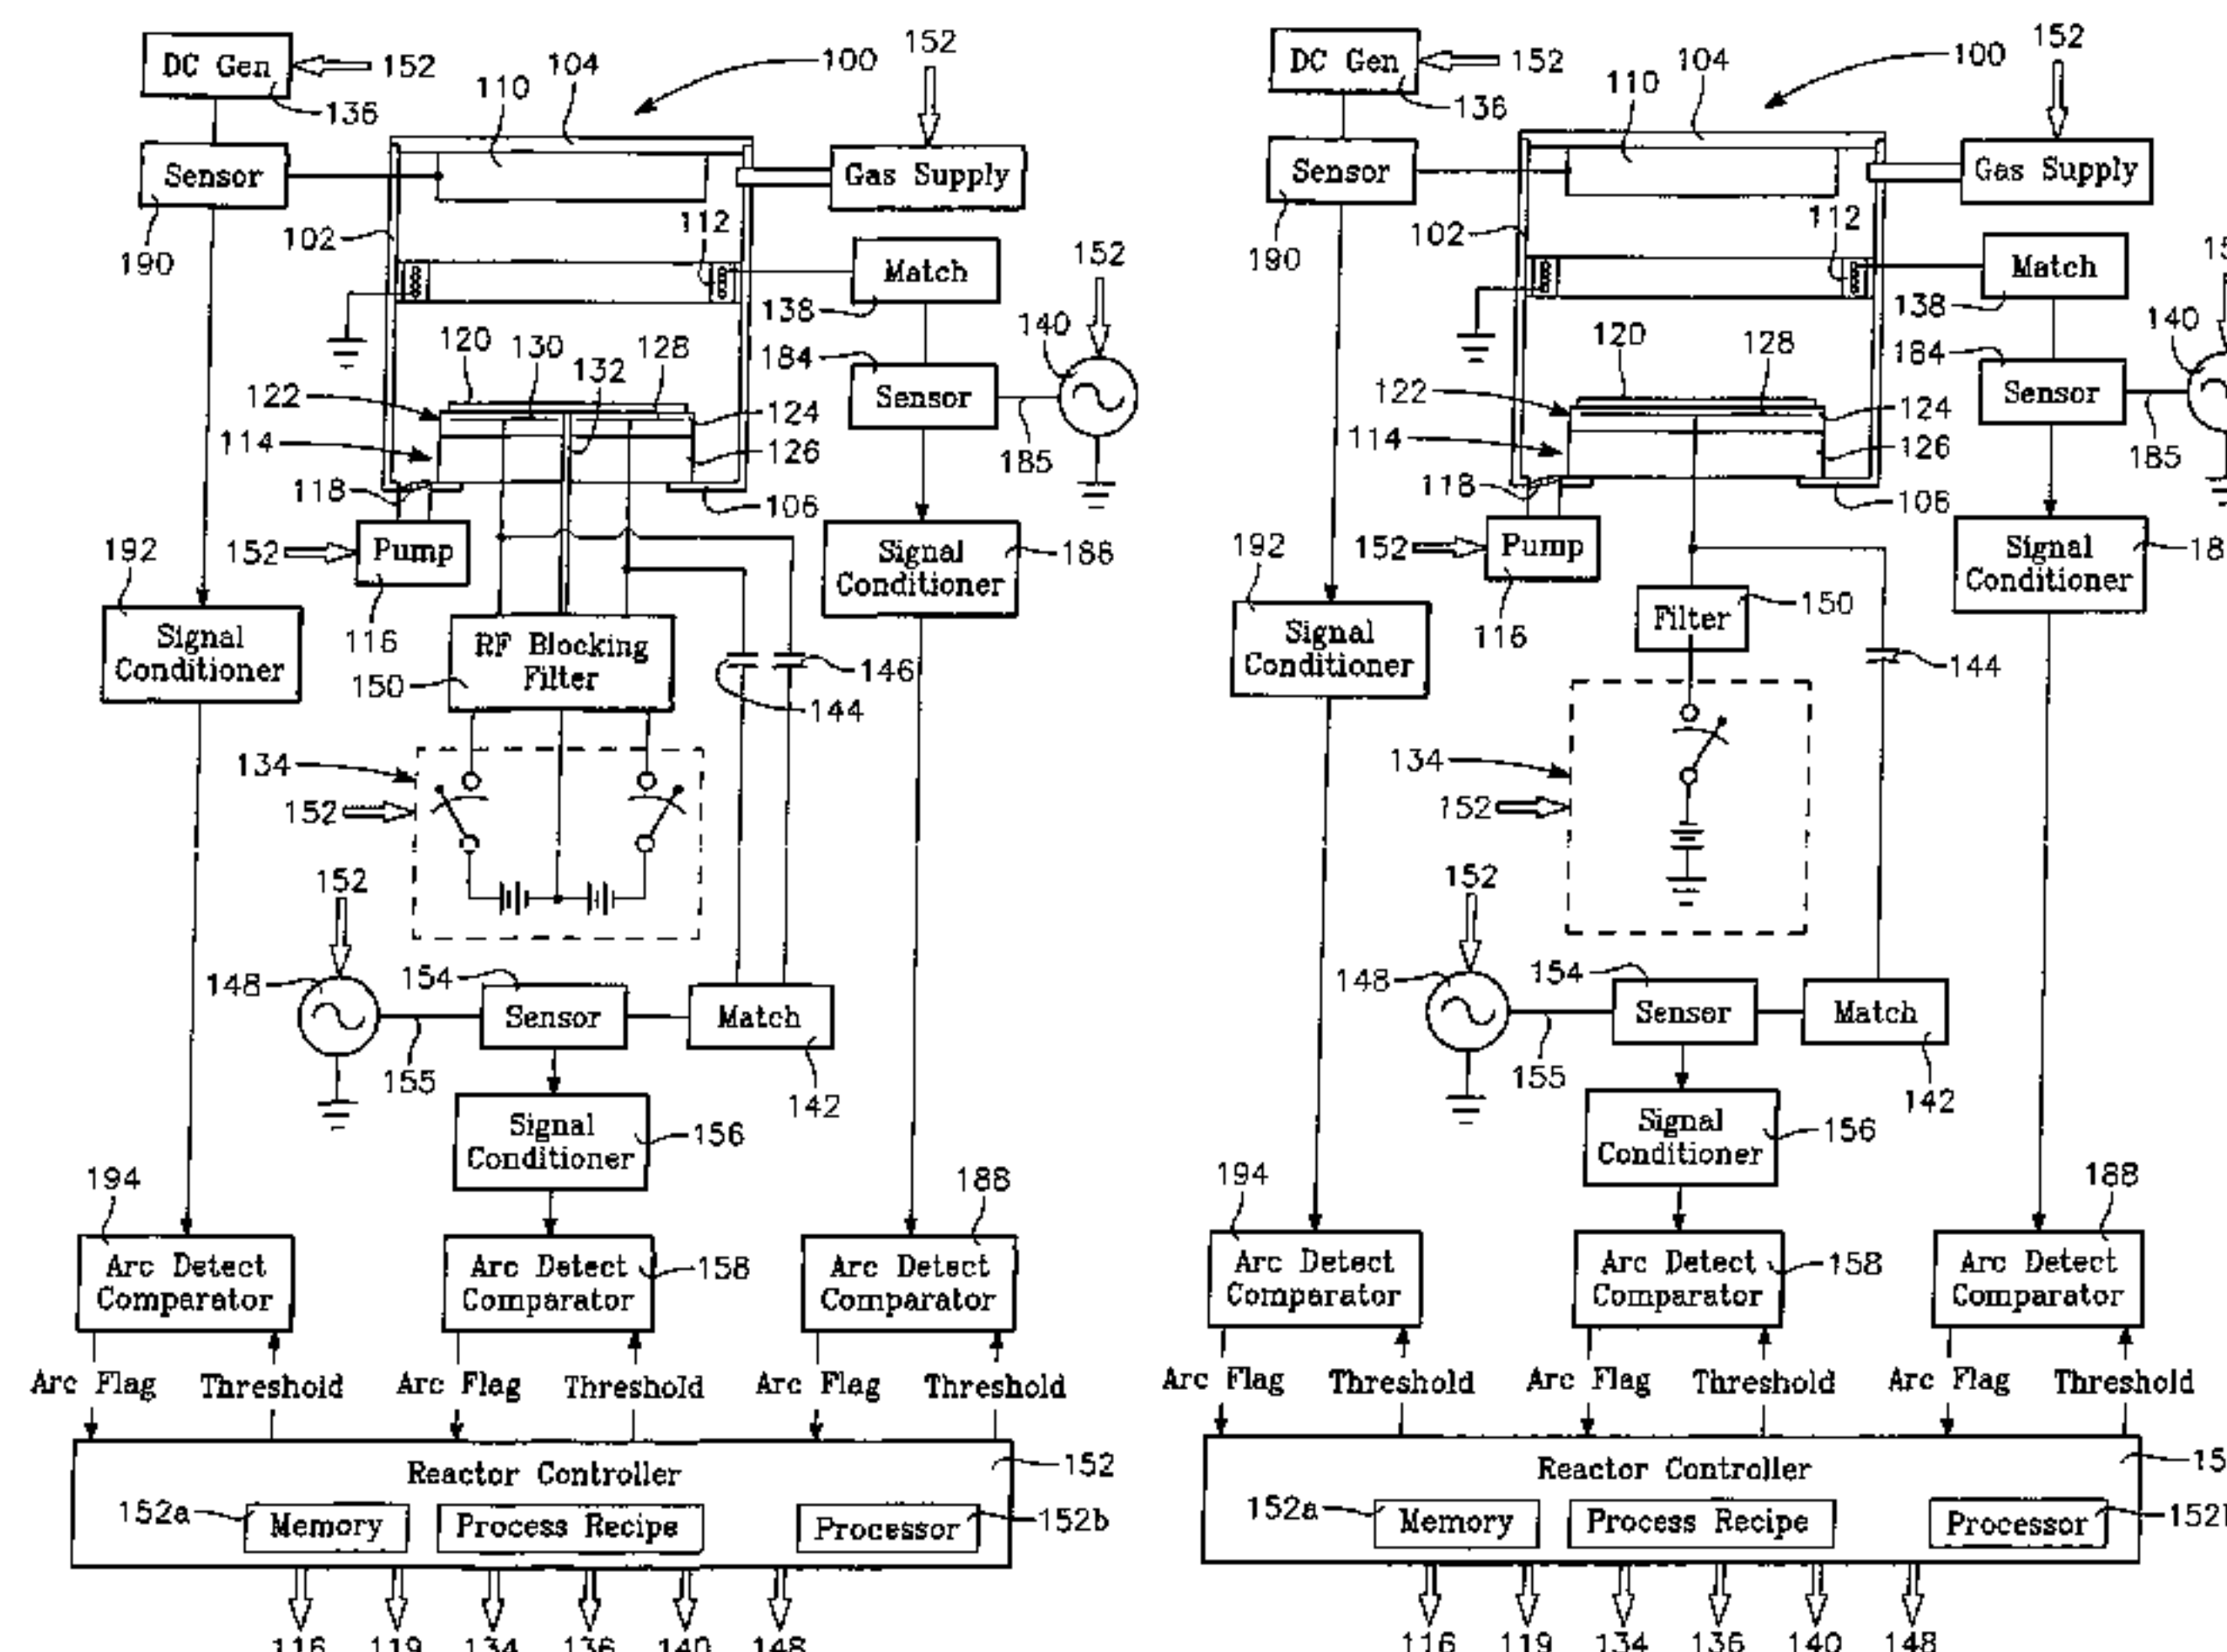 DC Gen
152
136
Sensor
190
110
104
100
152
Gas Supply
102
112
Match
138
152
140
184
Sensor
185
120
130
128
132
122
124
114
126
118
106
152
Pump
116
Signal
Conditioner
192
Signal
Conditioner
RF Blocking
Filter
150
146
144
134
152
152
148
154
Sensor
155
Match
142
Signal
Conditioner
156
194
Arc Detect
Comparator
Arc Detect
Comparator
158
188
Arc Detect
Comparator
Arc Flag
Threshold
Arc Flag
Threshold
Arc Flag
Threshold
Reactor Controller
152
152a
Memory
Process Recipe
Processor
152b
116
119
134
136
140
148
DC Gen
152
136
Sensor
190
110
104
100
152
Gas Supply
102
112
Match
138
140
184
Sensor
185
120
128
122
124
114
126
118
106
152
Pump
116
Signal
Conditioner
192
Signal
Conditioner
Filter
150
144
134
152
152
148
154
Sensor
155
Match
142
Signal
Conditioner
156
194
Arc Detect
Comparator
Arc Detect
Comparator
158
188
Arc Detect
Comparator
Arc Flag
Threshold
Arc Flag
Threshold
Arc Flag
Threshold
Reactor Controller
152a
Memory
Process Recipe
Processor
116
119
134
136
140
148